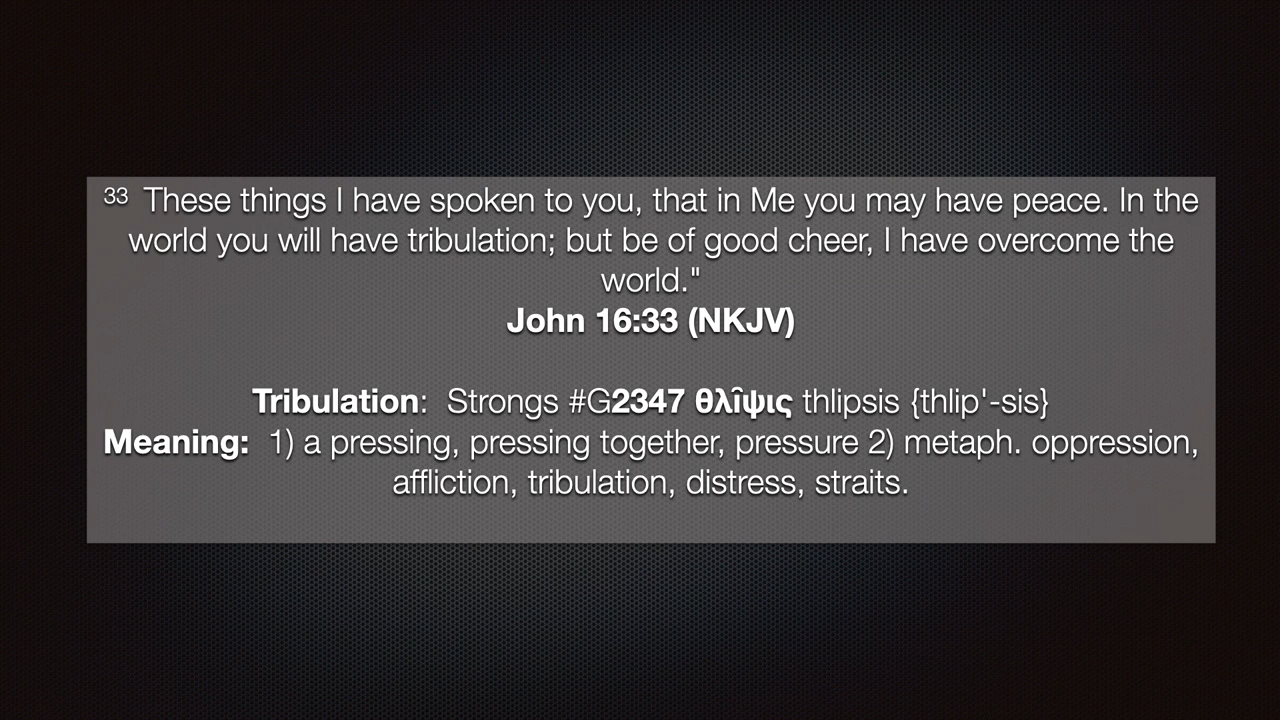 33 These things I have spoken to you, that in Me you may have peace. In the
world you will have tribulation; but be of good cheer, I have overcome the
world."
John 16:33 (NKJV)
Tribulation: Strongs #G2347 θλῖψις thlipsis {thlip'-sis}
Meaning: 1) a pressing, pressing together, pressure 2) metaph. oppression,
affliction, tribulation, distress, straits.